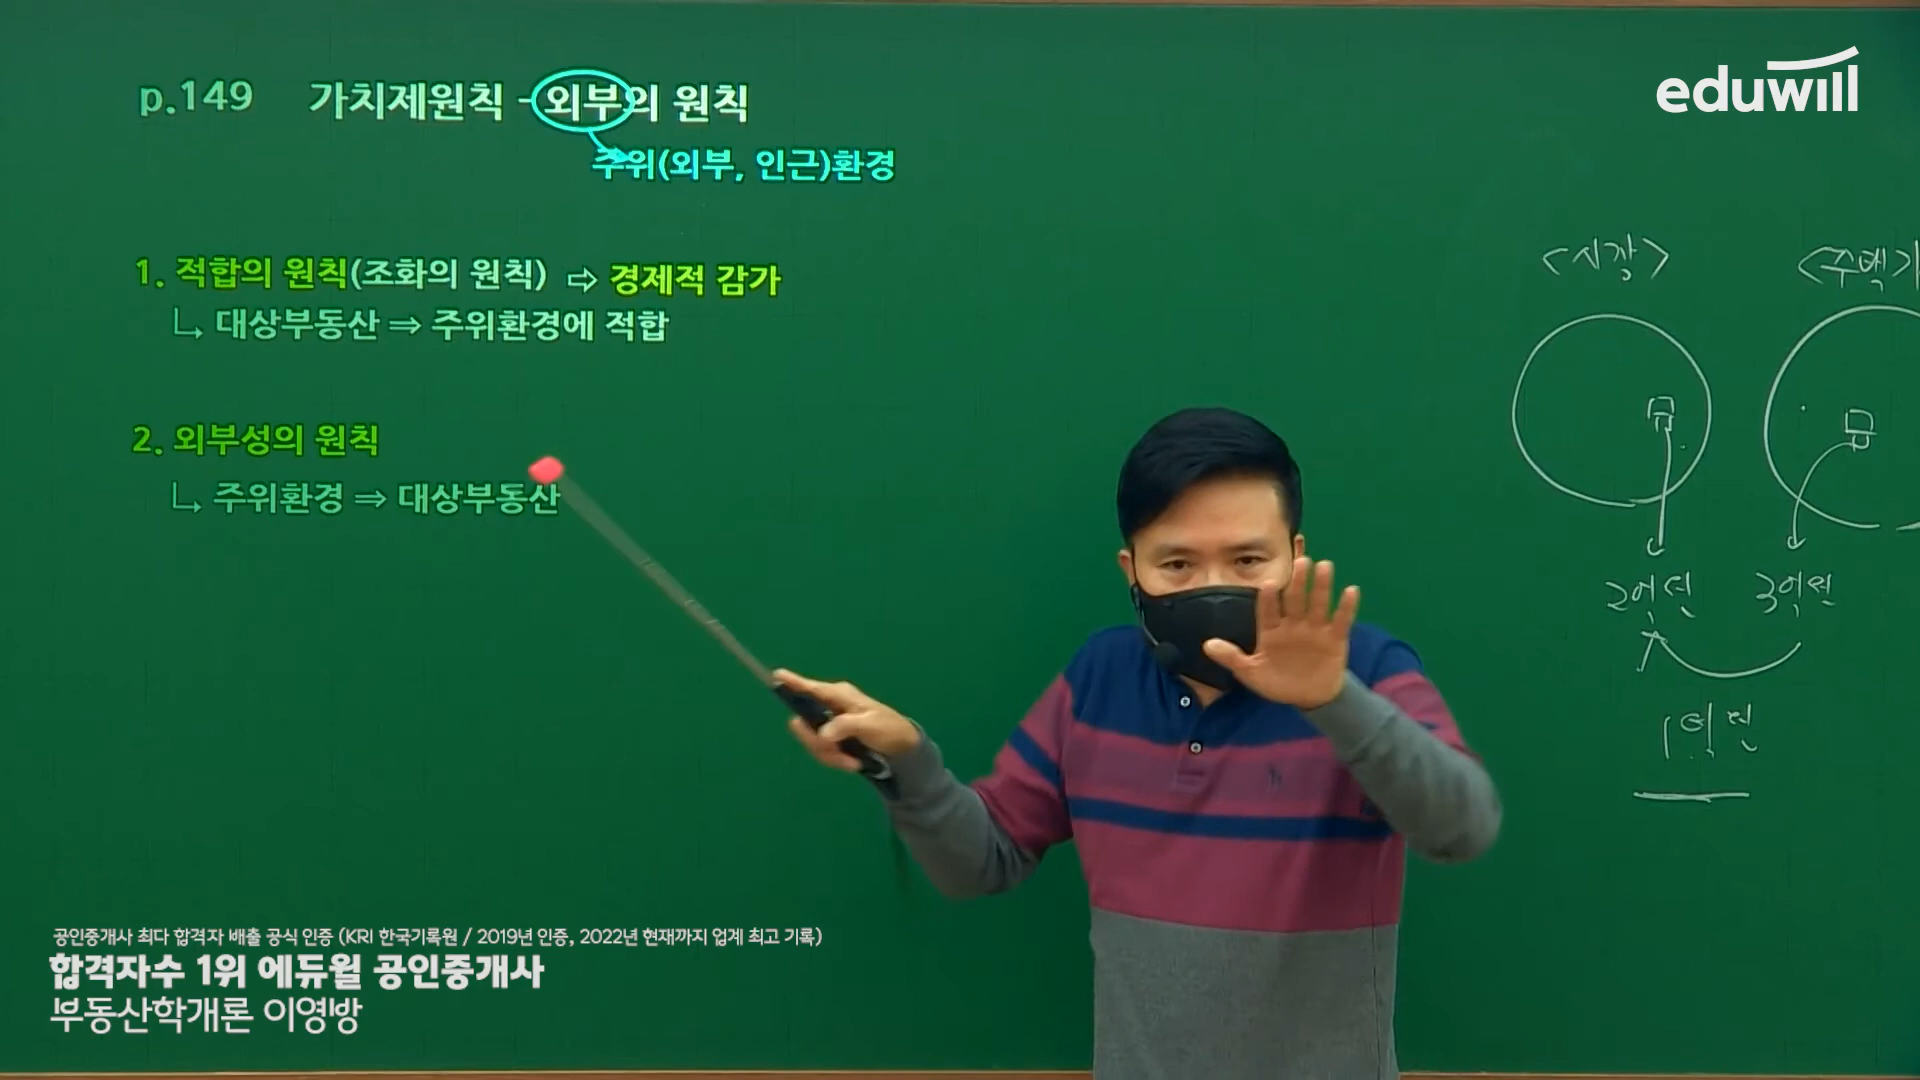 eduwill
p.149 가치제원칙 - 외부의 원칙
주위(외부, 인근)환경
1. 적합의 원칙(조화의 원칙) ⇨ 경제적 감가
↳ 대상부동산 ⇒ 주위환경에 적합
2. 외부성의 원칙
↳ 주위환경 ⇒ 대상부동산
<시장>
2억원
3억원
1억원
공인중개사 최다 합격자 배출 공식 인증 (KRI 한국기록원 / 2019년 인증, 2022년 현재까지 업계 최고 기록)
합격자수 1위 에듀윌 공인중개사
부동산학개론 이영방